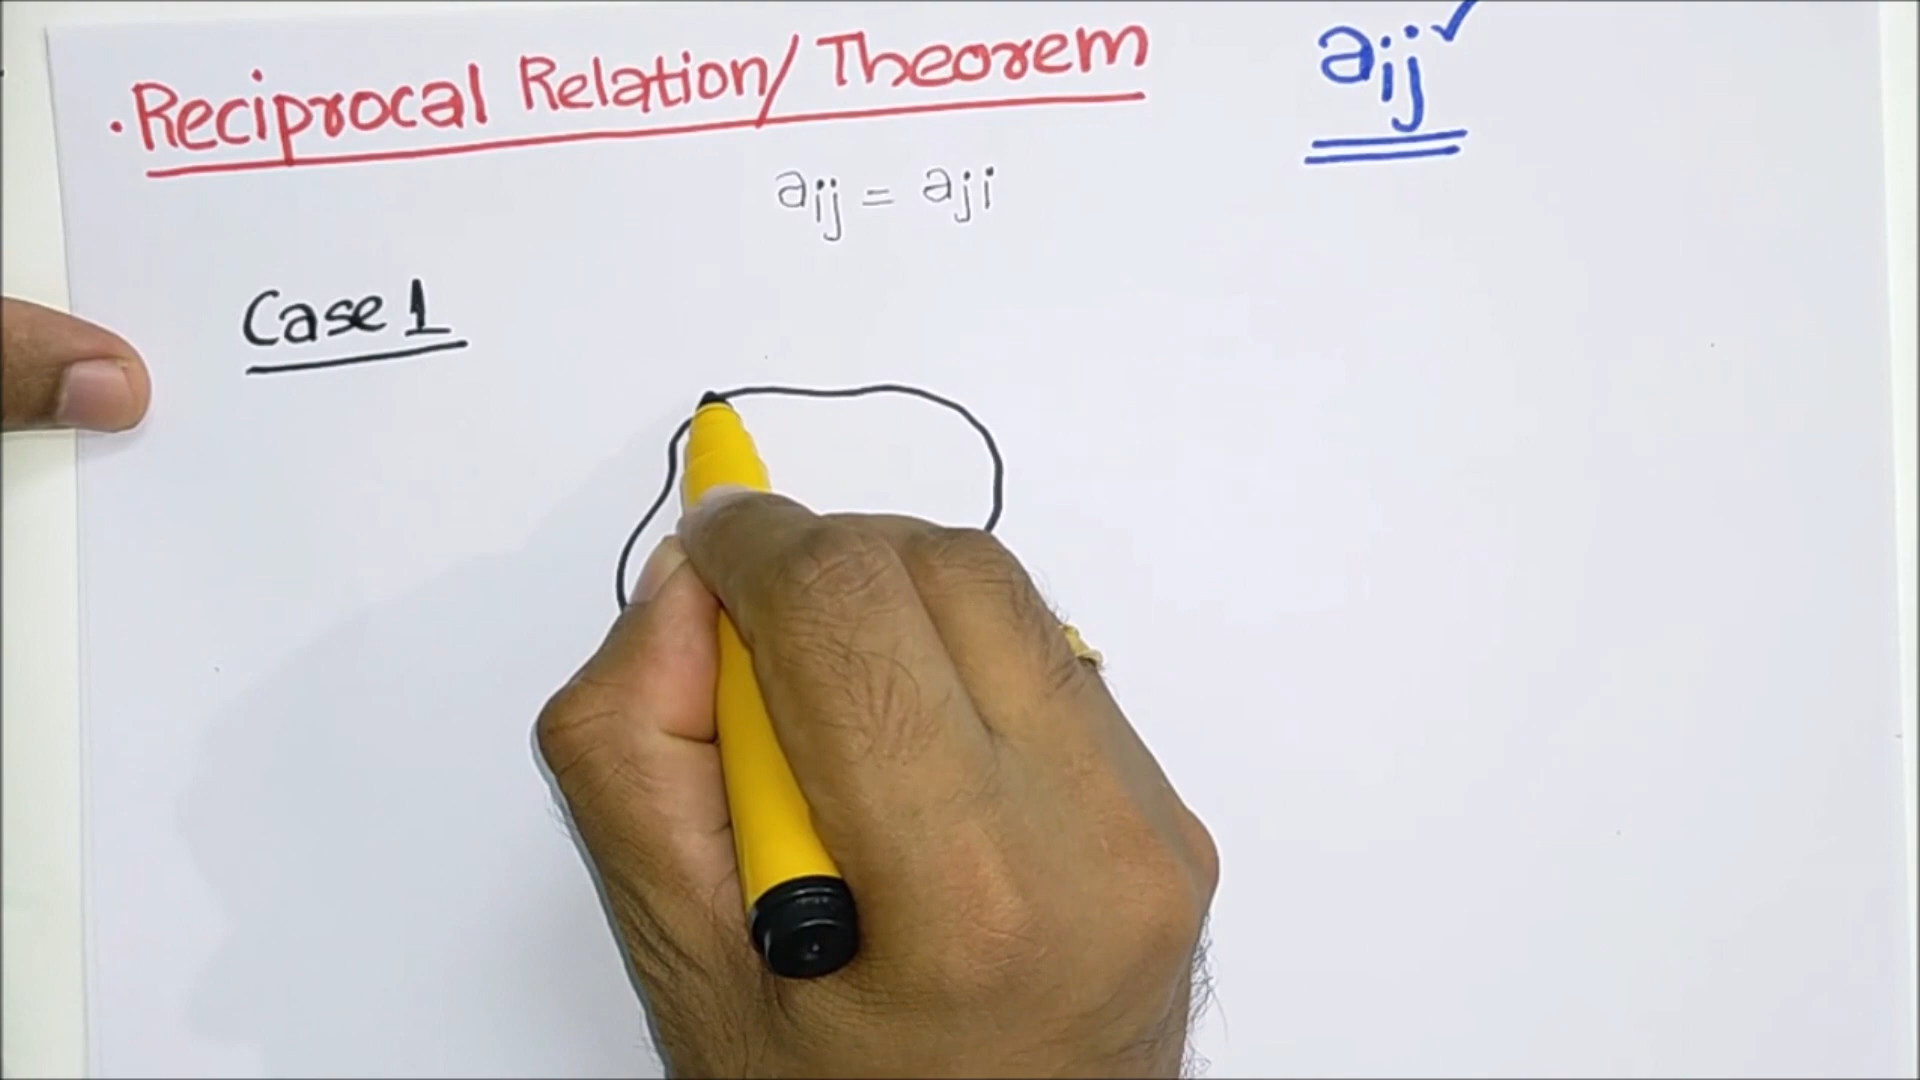 • Reciprocal Relation/Theorem
aij ✓
aij = aji
Case 1